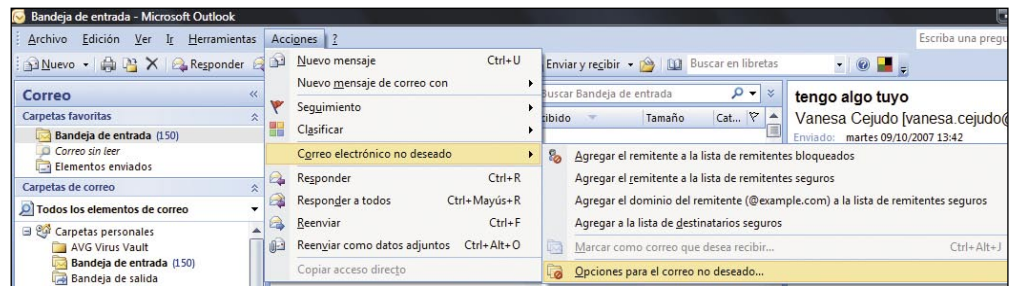 Bandeja de entrada - Microsoft Outlook
Archivo Edición Ver Ir Herramientas Acciones ?
Escriba una pregu
Nuevo Responder
Enviar y recibir Buscar en libretas
Correo
Carpetas favoritas
Bandeja de entrada (150)
Correo sin leer
Elementos enviados
Carpetas de correo
Todos los elementos de correo
Carpetas personales
AVG Virus Vault
Bandeja de entrada (150)
Bandeja de salida
Nuevo mensaje Ctrl+U
Nuevo mensaje de correo con
Seguimiento
Clasificar
Correo electrónico no deseado
Responder Ctrl+R
Responder a todos Ctrl+Mayús+R
Reenviar Ctrl+F
Reenviar como datos adjuntos Ctrl+Alt+O
Copiar acceso directo
Buscar Bandeja de entrada
cibido Tamaño Cat...
tengo algo tuyo
Vanesa Cejudo [vanesa.cejudo@
Enviado: martes 09/10/2007 13:42
Agregar el remitente a la lista de remitentes bloqueados
Agregar el remitente a la lista de remitentes seguros
Agregar el dominio del remitente (@example.com) a la lista de remitentes seguros
Agregar a la lista de destinatarios seguros
Marcar como correo que desea recibir... Ctrl+Alt+J
Opciones para el correo no deseado...